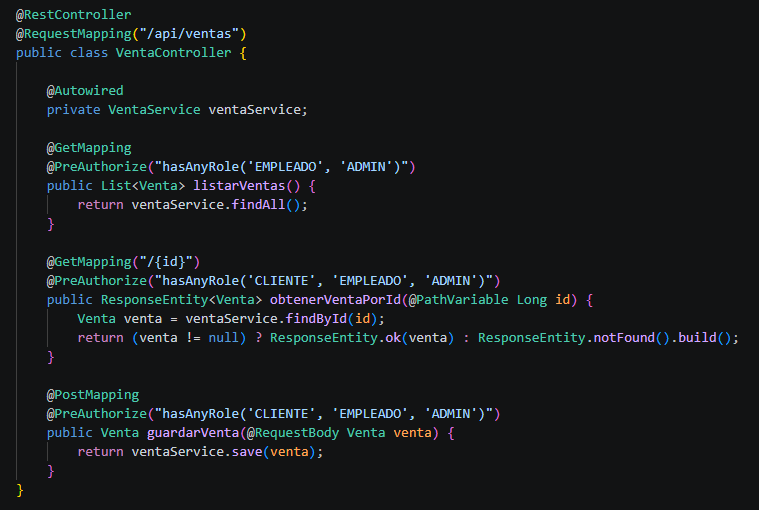 @RestController
@RequestMapping("/api/ventas")
public class VentaController {
@Autowired
private VentaService ventaService;
@GetMapping
@PreAuthorize("hasAnyRole('EMPLEADO', 'ADMIN')")
public List<Venta> listarVentas() {
return ventaService.findAll();
}
@GetMapping("/{id}")
@PreAuthorize("hasAnyRole('CLIENTE', 'EMPLEADO', 'ADMIN')")
public ResponseEntity<Venta> obtenerVentaPorId(@PathVariable Long id) {
Venta venta = ventaService.findById(id);
return (venta != null) ? ResponseEntity.ok(venta) : ResponseEntity.notFound().build();
}
@PostMapping
@PreAuthorize("hasAnyRole('CLIENTE', 'EMPLEADO', 'ADMIN')")
public Venta guardarVenta(@RequestBody Venta venta) {
return ventaService.save(venta);
}
}